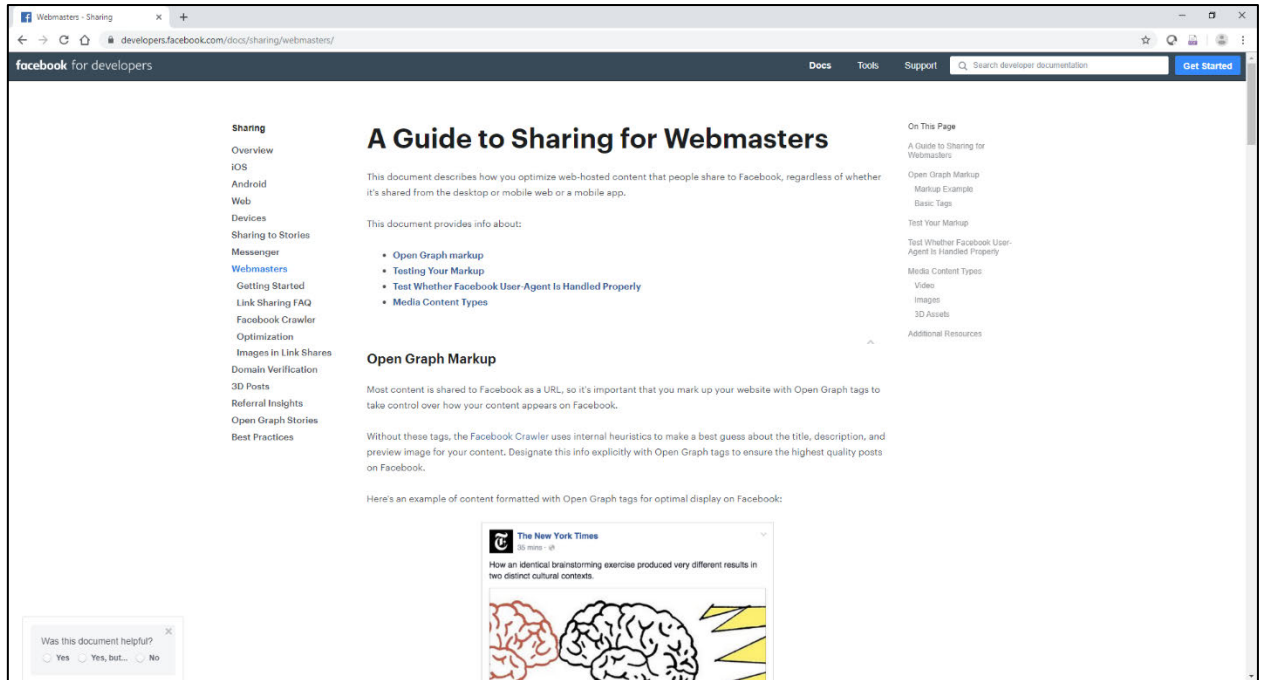 Webmasters - Sharing
developers.facebook.com/docs/sharing/webmasters/
facebook for developers
Docs
Tools
Support
Search developer documentation
Get Started
Sharing
Overview
iOS
Android
Web
Devices
Sharing to Stories
Messenger
Webmasters
Getting Started
Link Sharing FAQ
Facebook Crawler
Optimization
Images in Link Shares
Domain Verification
3D Posts
Referral Insights
Open Graph Stories
Best Practices
A Guide to Sharing for Webmasters
This document describes how you optimize web-hosted content that people share to Facebook, regardless of whether
it's shared from the desktop or mobile web or a mobile app.
This document provides info about:
• Open Graph markup
• Testing Your Markup
• Test Whether Facebook User-Agent Is Handled Properly
• Media Content Types
Open Graph Markup
Most content is shared to Facebook as a URL, so it's important that you mark up your website with Open Graph tags to
take control over how your content appears on Facebook.
Without these tags, the Facebook Crawler uses internal heuristics to make a best guess about the title, description, and
preview image for your content. Designate this info explicitly with Open Graph tags to ensure the highest quality posts
on Facebook.
Here's an example of content formatted with Open Graph tags for optimal display on Facebook:
The New York Times
35 mins ·
How an identical brainstorming exercise produced very different results in
two distinct cultural contexts.
On This Page
A Guide to Sharing for
Webmasters
Open Graph Markup
Markup Example
Basic Tags
Test Your Markup
Test Whether Facebook User-
Agent Is Handled Properly
Media Content Types
Video
Images
3D Assets
Additional Resources
Was this document helpful?
Yes
Yes, but...
No